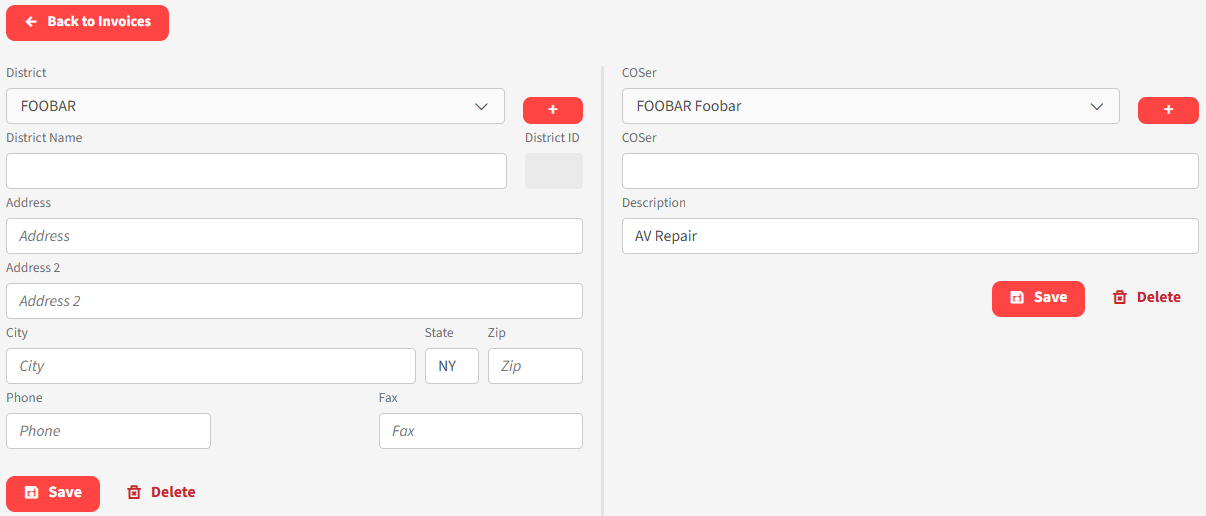 Back to Invoices
District
FOOBAR
+
District Name
District ID
Address
Address
Address 2
Address 2
City
State
Zip
City
NY
Zip
Phone
Fax
Phone
Fax
Save
Delete
COSer
FOOBAR Foobar
+
COSer
Description
AV Repair
Save
Delete